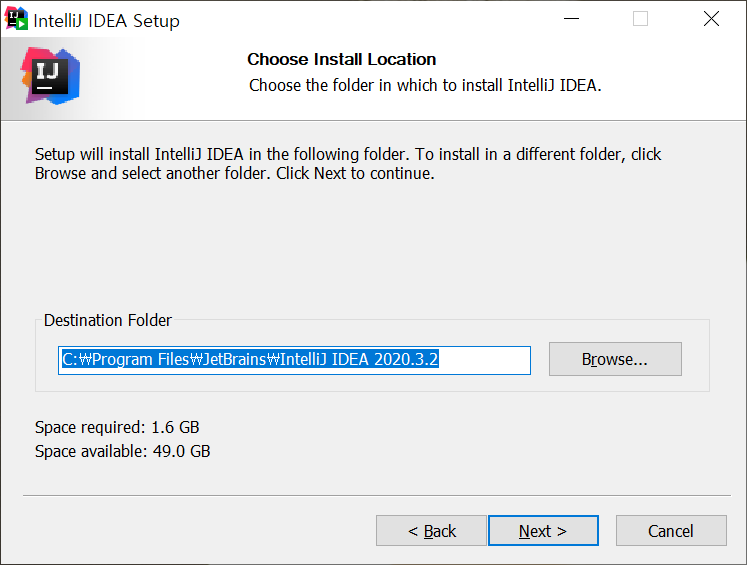 IntelliJ IDEA Setup
IJ
Choose Install Location
Choose the folder in which to install IntelliJ IDEA.
Setup will install IntelliJ IDEA in the following folder. To install in a different folder, click
Browse and select another folder. Click Next to continue.
Destination Folder
C:₩Program Files₩JetBrains₩IntelliJ IDEA 2020.3.2
Browse...
Space required: 1.6 GB
Space available: 49.0 GB
< Back
Next >
Cancel